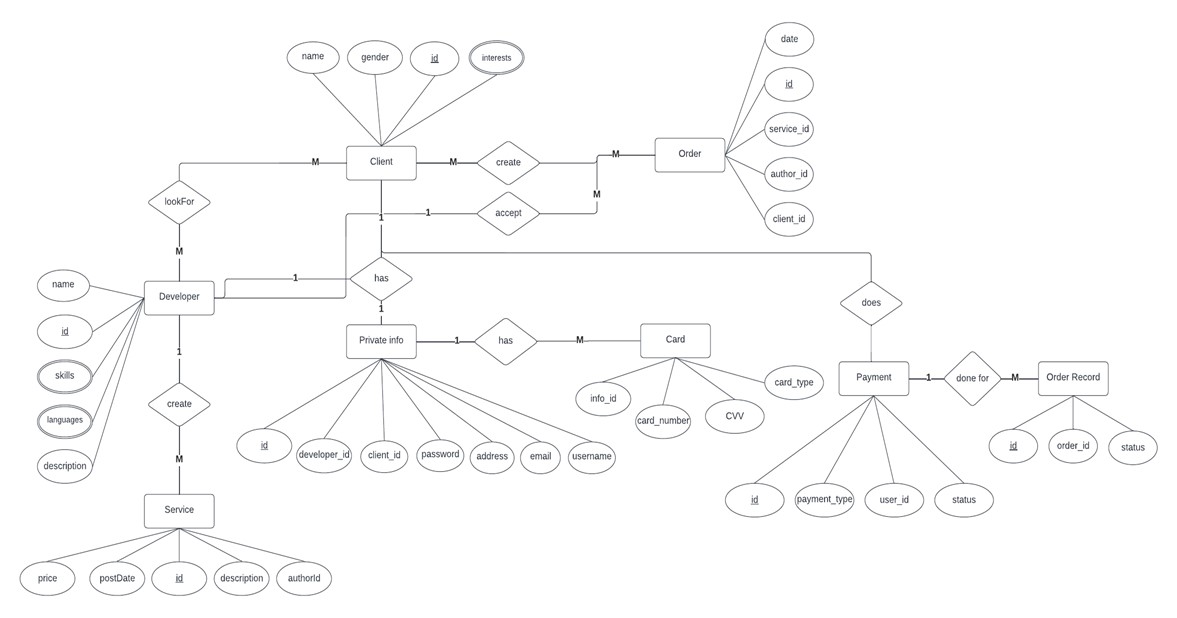 date
name
gender
id
interests
id
service_id
M
Client
M
create
M
Order
author_id
lookFor
M
1
1
accept
client_id
M
name
1
has
Developer
1
does
id
Private info
1
has
M
Card
skills
1
card_type
Payment
1
done for
M
Order Record
info_id
languages
create
card_number
CVV
description
id
developer_id
client_id
password
address
email
username
id
order_id
status
M
Service
id
payment_type
user_id
status
price
postDate
id
description
authorId